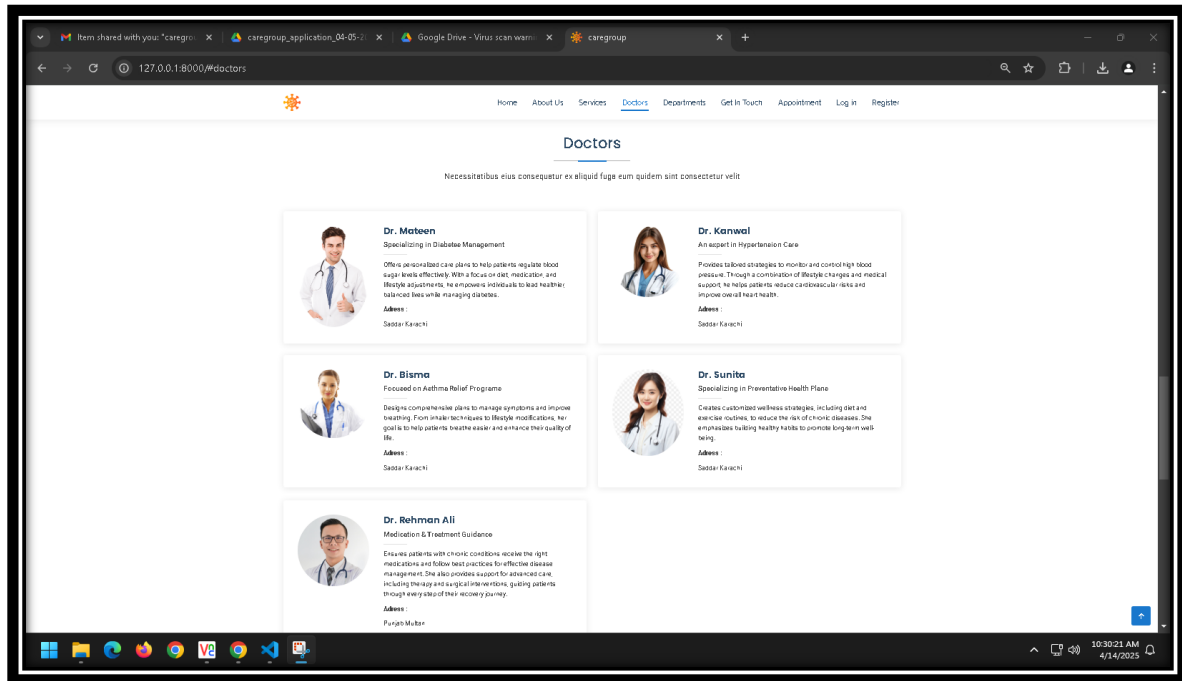 Item shared with you: "caregro
caregroup_application_04-05-2
Google Drive - Virus scan warni
caregroup
127.0.0.1:8000/#doctors
Home About Us Services Doctors Departments Get In Touch Appointment Log in Register
Doctors
Necessitatibus eius consequatur ex aliquid fuga eum quidem sint consectetur velit
Dr. Mateen
Specializing in Diabetes Management
Offers personalized care plans to help patients regulate blood
sugar levels effectively. With a focus on diet, medication, and
lifestyle adjustments, he empowers individuals to lead healthier,
balanced lives while managing diabetes.
Adress :
Saddar Karachi
Dr. Kanwal
An expert in Hypertension Care
Provides tailored strategies to monitor and control high blood
pressure. Through a combination of lifestyle changes and medical
support, he helps patients reduce cardiovascular risks and
improve overall heart health.
Adress :
Saddar Karachi
Dr. Bisma
Focused on Asthma Relief Programs
Designs comprehensive plans to manage symptoms and improve
breathing. From inhaler techniques to lifestyle modifications, her
goal is to help patients breathe easier and enhance their quality of
life.
Adress :
Saddar Karachi
Dr. Sunita
Specializing in Preventative Health Plans
Creates customized wellness strategies, including diet and
exercise routines, to reduce the risk of chronic diseases. She
emphasizes building healthy habits to promote long-term well-
being.
Adress :
Saddar Karachi
Dr. Rehman Ali
Medication & Treatment Guidance
Ensures patients with chronic conditions receive the right
medications and follow best practices for effective disease
management. She also provides support for advanced care,
including therapy and surgical interventions, guiding patients
through every step of their recovery journey.
Adress :
Punjab Multan
10:30:21 AM
4/14/2025